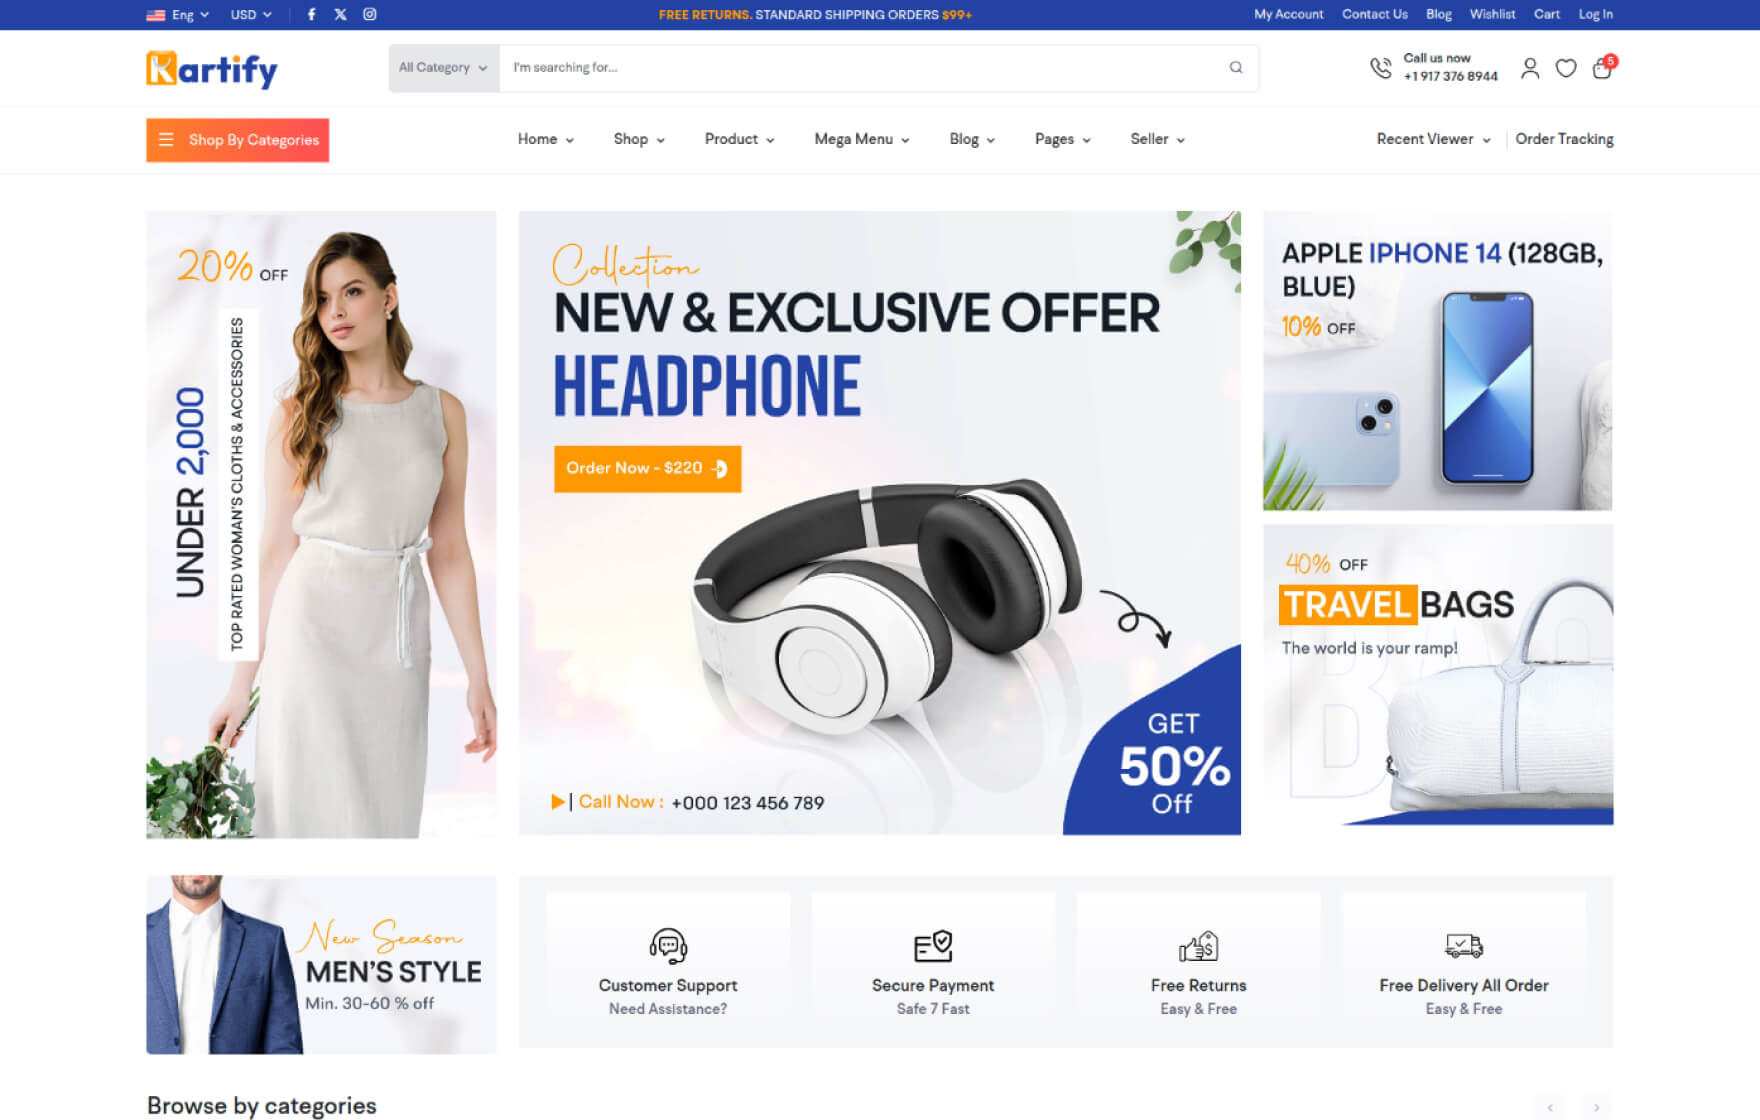 Eng
USD
FREE RETURNS. STANDARD SHIPPING ORDERS $99+
My Account
Contact Us
Blog
Wishlist
Cart
Log In
Kartify
All Category
I'm searching for...
Call us now
+1 917 376 8944
5
Shop By Categories
Home
Shop
Product
Mega Menu
Blog
Pages
Seller
Recent Viewer
Order Tracking
20% OFF
UNDER 2,000
TOP RATED WOMAN'S CLOTHS & ACCESSORIES
Collection
NEW & EXCLUSIVE OFFER
HEADPHONE
Order Now - $220
GET
50%
Off
Call Now : +000 123 456 789
APPLE IPHONE 14 (128GB,
BLUE)
10% OFF
40% OFF
TRAVEL BAGS
The world is your ramp!
New Season
MEN'S STYLE
Min. 30-60 % off
Customer Support
Need Assistance?
Secure Payment
Safe 7 Fast
Free Returns
Easy & Free
Free Delivery All Order
Easy & Free
Browse by categories